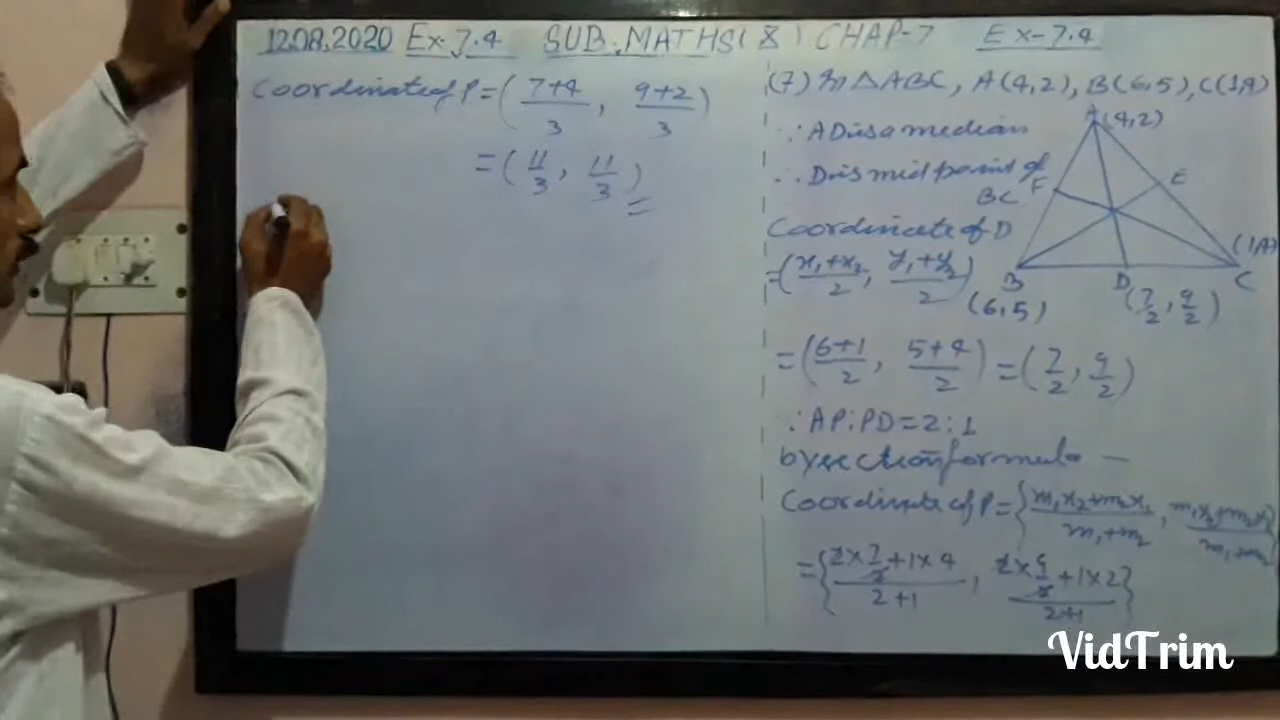 12.08.2020 Ex-7.4 SUB. MATHS( 8 ) CHAP-7 EX-7.4
Coordinate of P = ( 7+4/3 , 9+2/3 )
= ( 11/3 , 11/3 )
(7) In △ABC, A(4,2), B(6,5), C(1,4)
∵ AD is a median
∴ D is mid point of
BC
A (4,2)
F
E
B
(6,5)
D
(7/2, 9/2)
C
(1,4)
Coordinate of D
= ( x₁+x₂/2 , y₁+y₂/2 )
= ( 6+1/2 , 5+4/2 ) = ( 7/2 , 9/2 )
∵ AP:PD = 2:1
by section formula —
Coordinate of P = { m₁x₂+m₂x₁/m₁+m₂ ,
= { 2×7/2+1×4/2+1 , 2×9/2+1×2/2+1 }
VidTrim